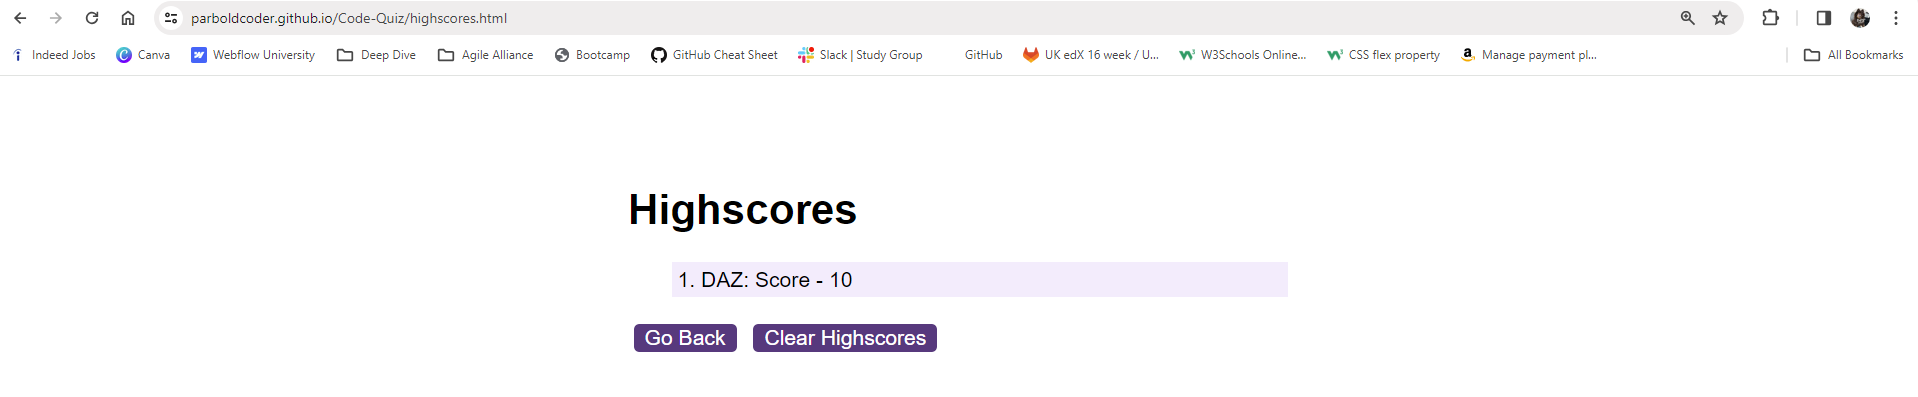 parboldcoder.github.io/Code-Quiz/highscores.html
Indeed Jobs Canva Webflow University Deep Dive Agile Alliance Bootcamp GitHub Cheat Sheet Slack | Study Group GitHub UK edX 16 week / U... W3Schools Online... CSS flex property Manage payment pl... All Bookmarks
Highscores
1. DAZ: Score - 10
Go Back Clear Highscores